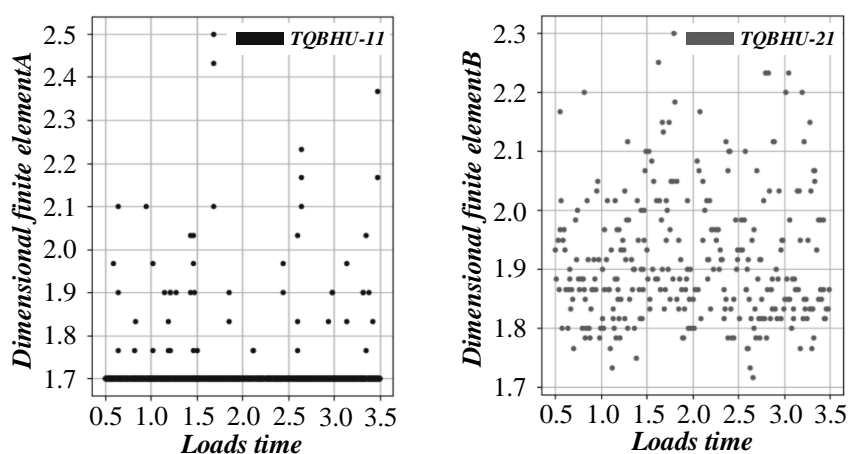 2.5
2.4
2.3
2.2
2.1
2.0
1.9
1.8
1.7
Dimensional finite elementA
TQBHU-11
0.5 1.0 1.5 2.0 2.5 3.0 3.5
Loads time
2.3
2.2
2.1
2.0
1.9
1.8
1.7
Dimensional finite elementB
TQBHU-21
0.5 1.0 1.5 2.0 2.5 3.0 3.5
Loads time